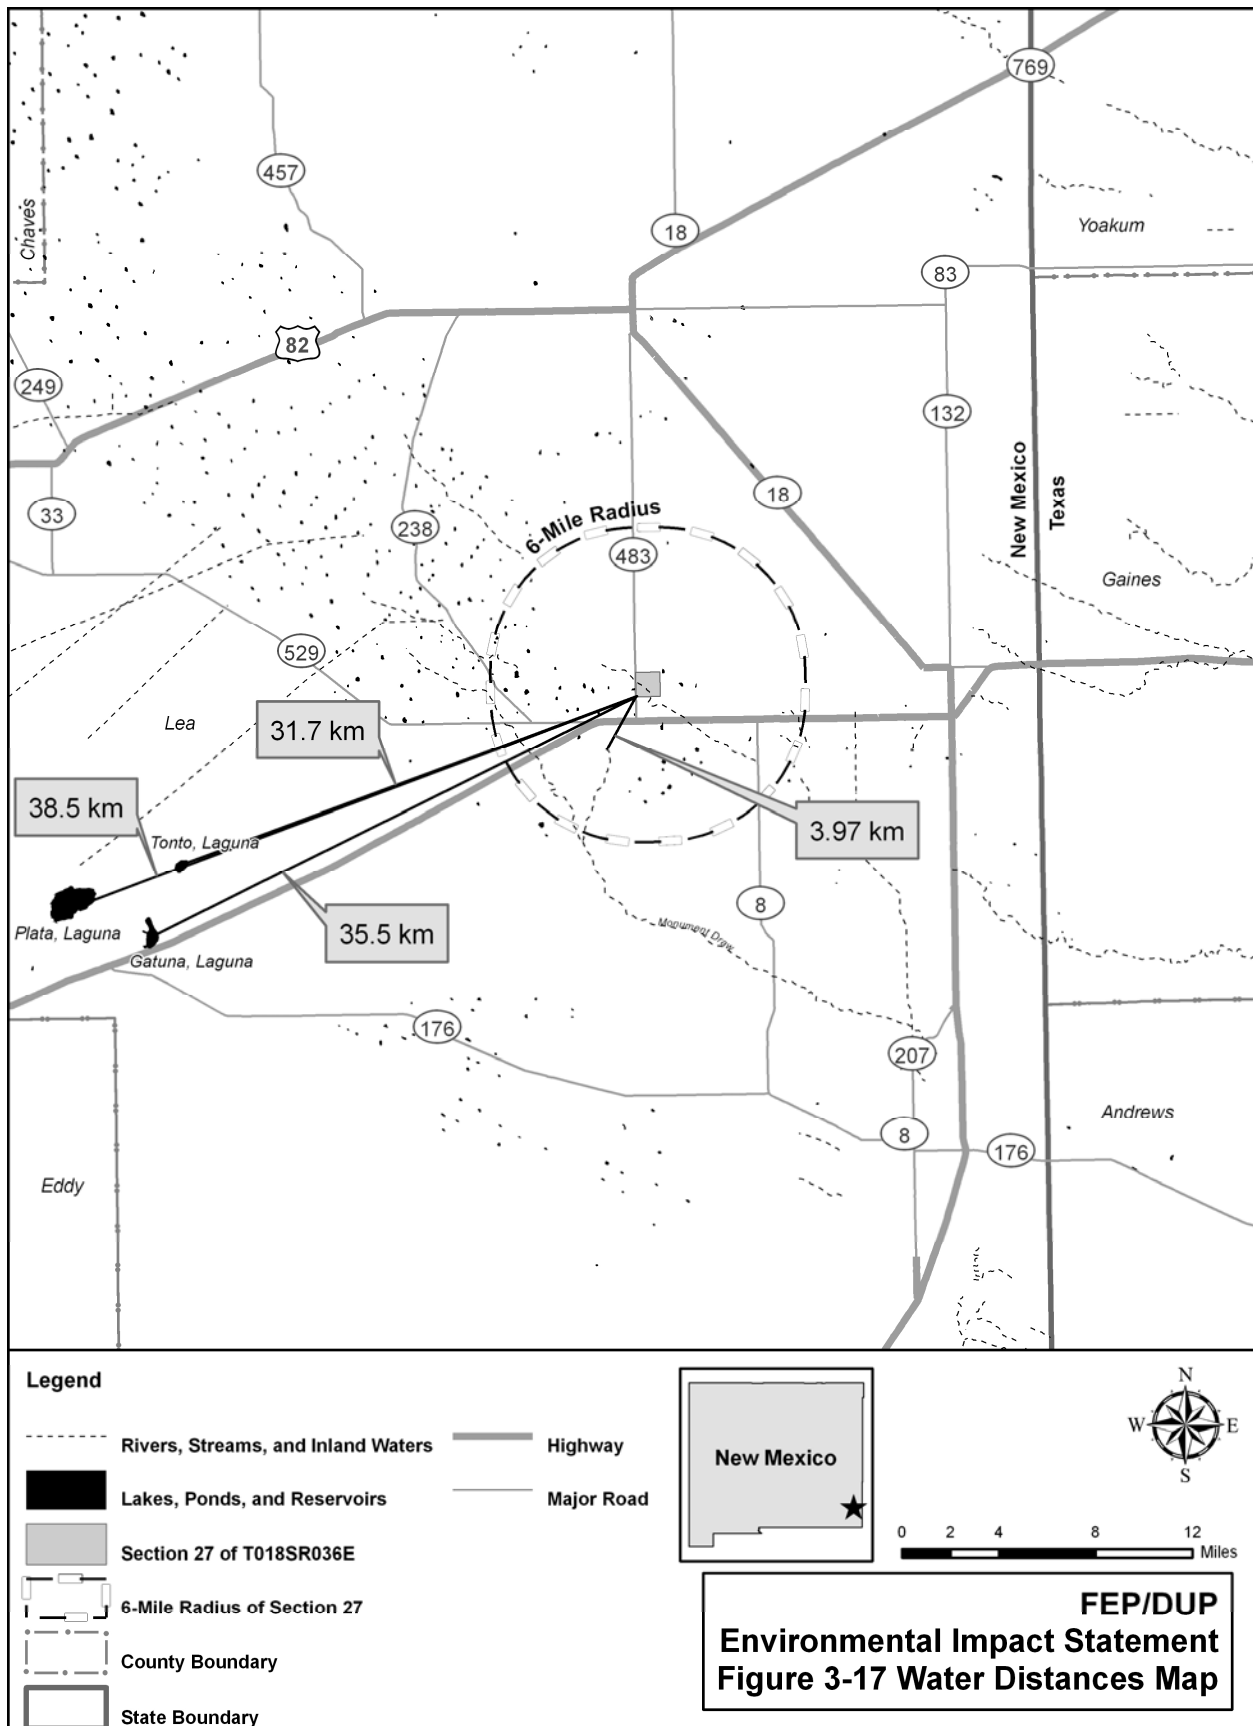 769
457
Chaves
18
Yoakum
83
82
249
132
New Mexico
Texas
18
33
238
6-Mile Radius
483
Gaines
529
Lea
31.7 km
38.5 km
Tonto, Laguna
3.97 km
Plata, Laguna
35.5 km
8
Monument Draw
Gatuna, Laguna
176
207
8
176
Andrews
Eddy
Legend
Rivers, Streams, and Inland Waters
Lakes, Ponds, and Reservoirs
Section 27 of T018SR036E
6-Mile Radius of Section 27
County Boundary
State Boundary
Highway
Major Road
New Mexico
N
W E
S
0 2 4 8 12
Miles
FEP/DUP
Environmental Impact Statement
Figure 3-17 Water Distances Map